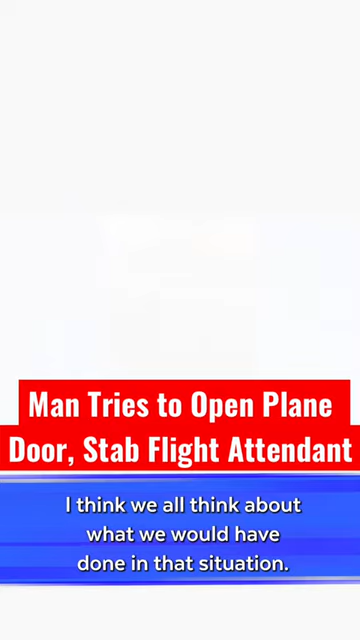 Man Tries to Open Plane
Door, Stab Flight Attendant
I think we all think about
what we would have
done in that situation.